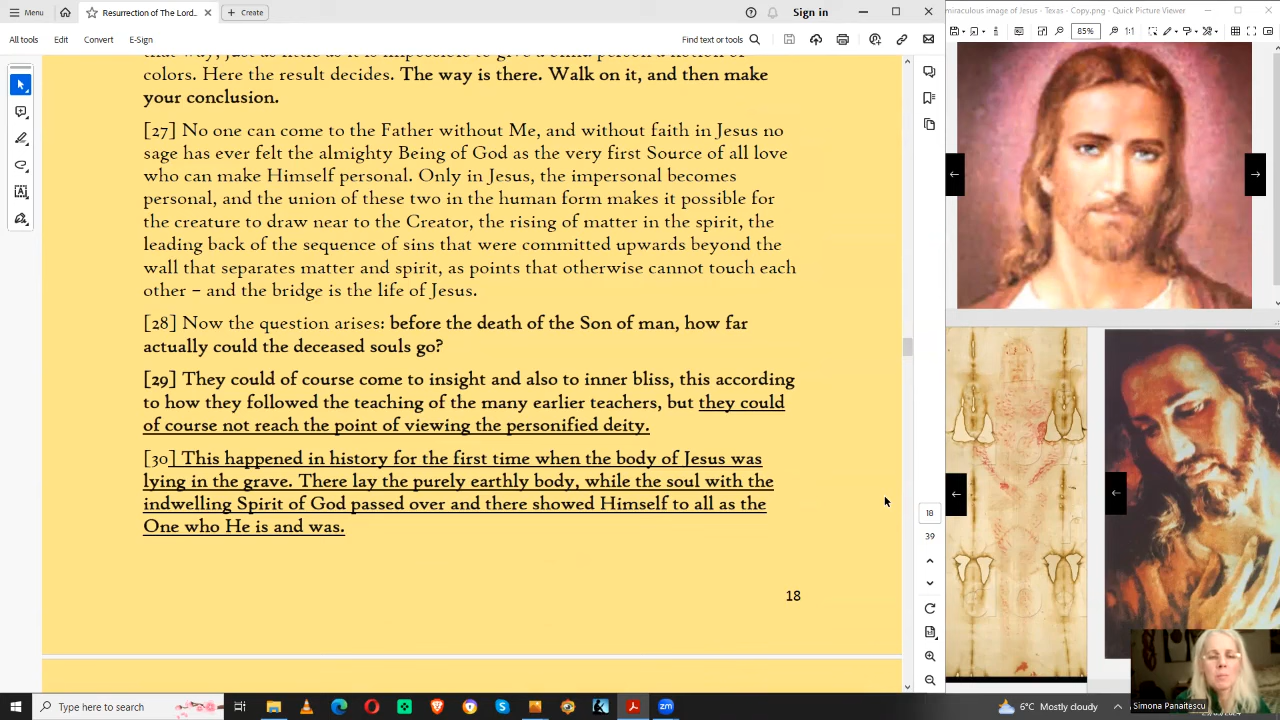 Menu
Resurrection of The Lord...
Create
Sign in
miraculous image of Jesus - Texas - Copy.png - Quick Picture Viewer
All tools Edit Convert E-Sign
Find text or tools
85%
1:1
colors. Here the result decides. The way is there. Walk on it, and then make
your conclusion.
[27] No one can come to the Father without Me, and without faith in Jesus no
sage has ever felt the almighty Being of God as the very first Source of all love
who can make Himself personal. Only in Jesus, the impersonal becomes
personal, and the union of these two in the human form makes it possible for
the creature to draw near to the Creator, the rising of matter in the spirit, the
leading back of the sequence of sins that were committed upwards beyond the
wall that separates matter and spirit, as points that otherwise cannot touch each
other – and the bridge is the life of Jesus.
[28] Now the question arises: before the death of the Son of man, how far
actually could the deceased souls go?
[29] They could of course come to insight and also to inner bliss, this according
to how they followed the teaching of the many earlier teachers, but they could
of course not reach the point of viewing the personified deity.
[30] This happened in history for the first time when the body of Jesus was
lying in the grave. There lay the purely earthly body, while the soul with the
indwelling Spirit of God passed over and there showed Himself to all as the
One who He is and was.
18
18
39
Type here to search
6°C Mostly cloudy
Simona Panaitescu